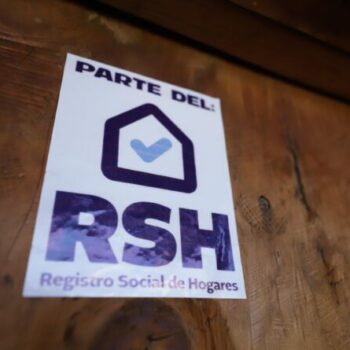 PARTE DEL:
RSH
Registro Social de Hogares